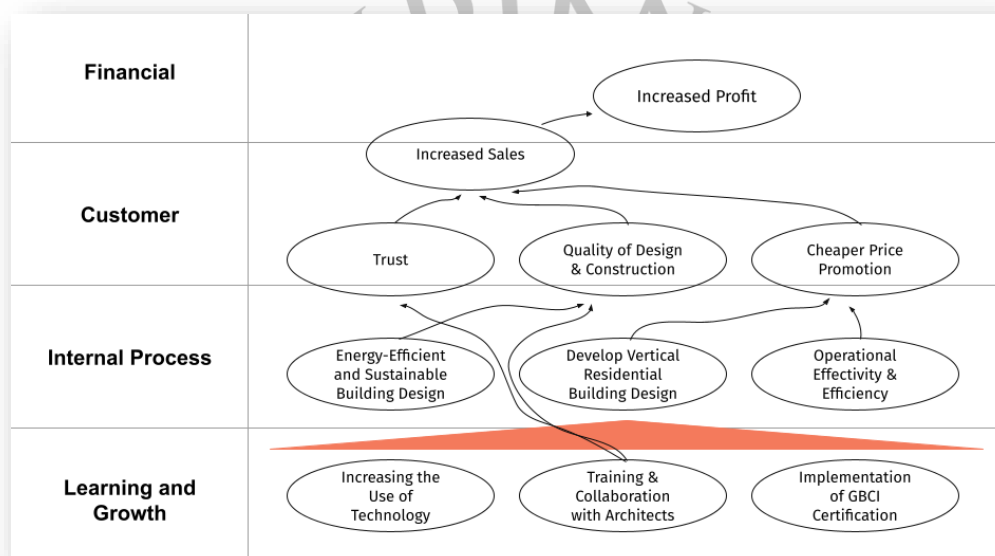 Financial
Increased Profit
Increased Sales
Customer
Trust
Quality of Design
& Construction
Cheaper Price
Promotion
Internal Process
Energy-Efficient
and Sustainable
Building Design
Develop Vertical
Residential
Building Design
Operational
Effectivity &
Efficiency
Learning and
Growth
Increasing the
Use of
Technology
Training &
Collaboration
with Architects
Implementation
of GBCI
Certification